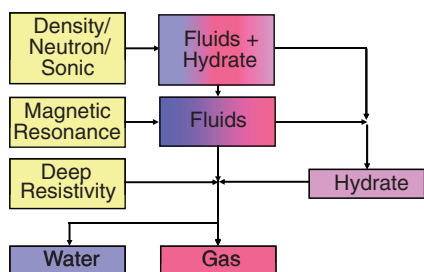 Density/
Neutron/
Sonic
Fluids +
Hydrate
Magnetic
Resonance
Fluids
Deep
Resistivity
Hydrate
Water
Gas